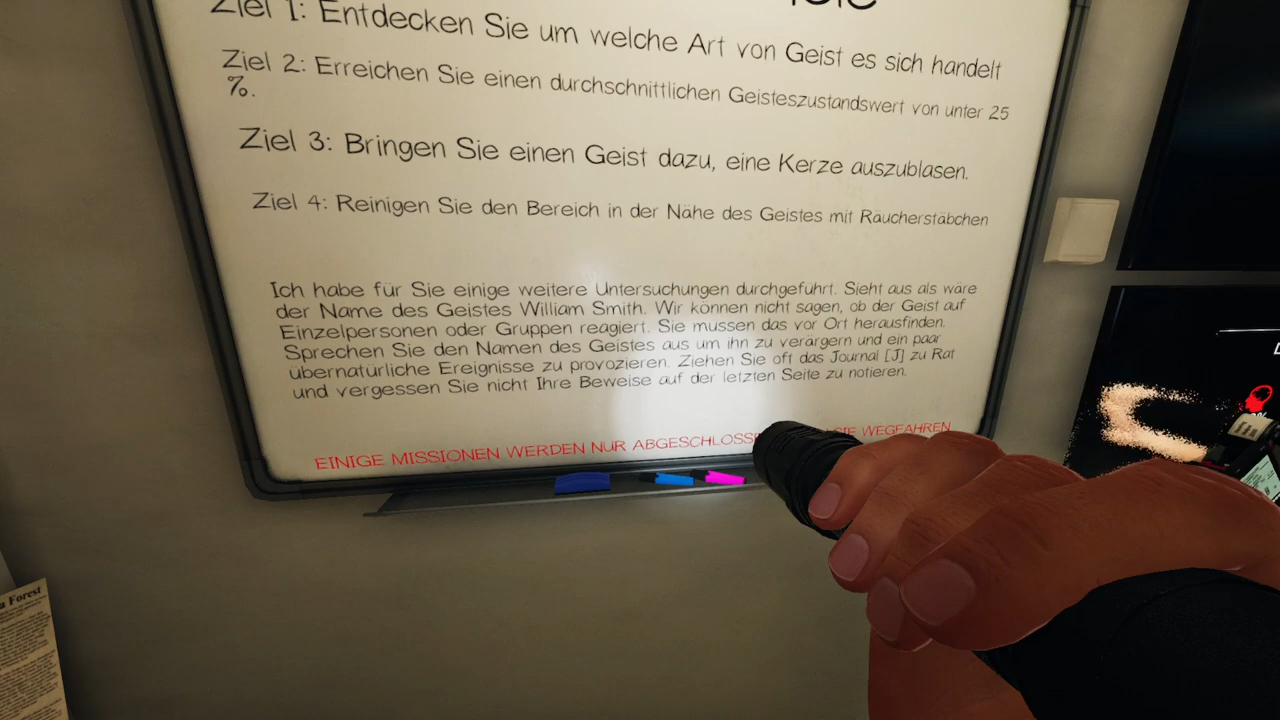 Ziel 1: Entdecken Sie um welche Art von Geist es sich handelt
Ziel 2: Erreichen Sie einen durchschnittlichen Geisteszustandswert von unter 25
%.
Ziel 3: Bringen Sie einen Geist dazu, eine Kerze auszublasen.
Ziel 4: Reinigen Sie den Bereich in der Nähe des Geistes mit Räucherstäbchen
Ich habe für Sie einige weitere Untersuchungen durchgeführt. Sieht aus als wäre
der Name des Geistes William Smith. Wir können nicht sagen, ob der Geist auf
Einzelpersonen oder Gruppen reagiert. Sie mussen das vor Ort herausfinden.
Sprechen Sie den Namen des Geistes aus um ihn zu verärgern und ein paar
übernatürliche Ereignisse zu provozieren. Ziehen Sie oft das Journal [J] zu Rat
und vergessen Sie nicht Ihre Beweise auf der letzten Seite zu notieren.
EINIGE MISSIONEN WERDEN NUR SIE WEGFAHREN
Forest